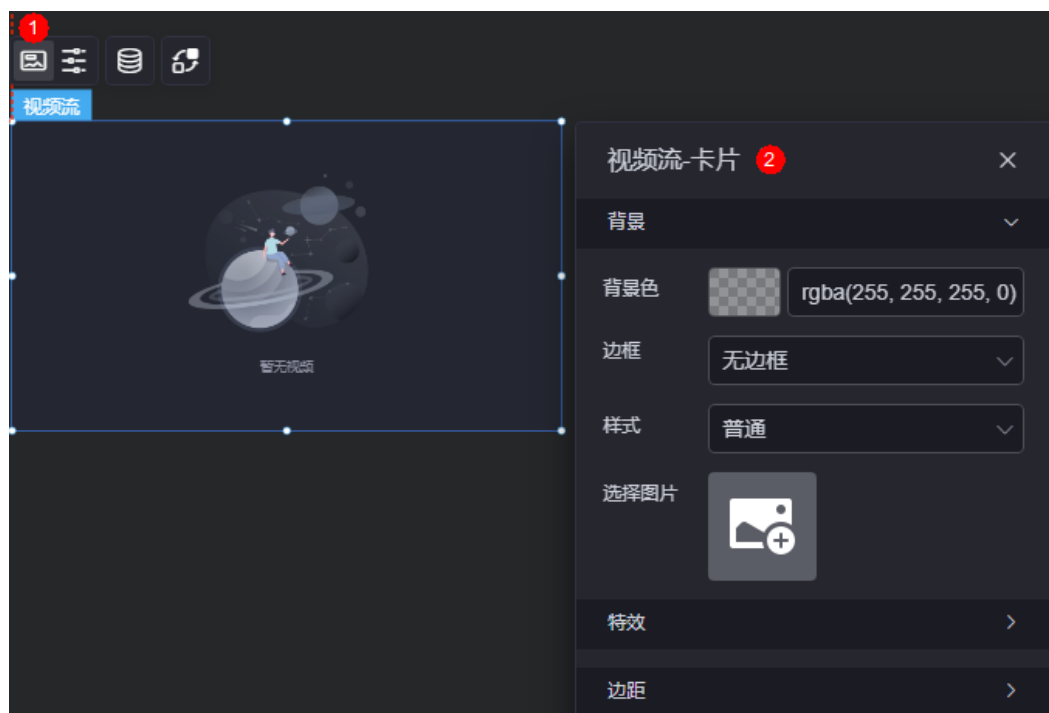 1
视频流
视频流-卡片 2
背景
背景色 rgba(255, 255, 255, 0)
暂无视频
边框 无边框
样式 普通
选择图片
特效
边距